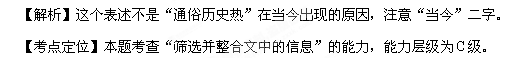 【解析】这个表述不是“通俗历史热”在当今出现的原因，注意“当今”二字。
【考点定位】本题考查“筛选并整合文中的信息”的能力，能力层级为C级。